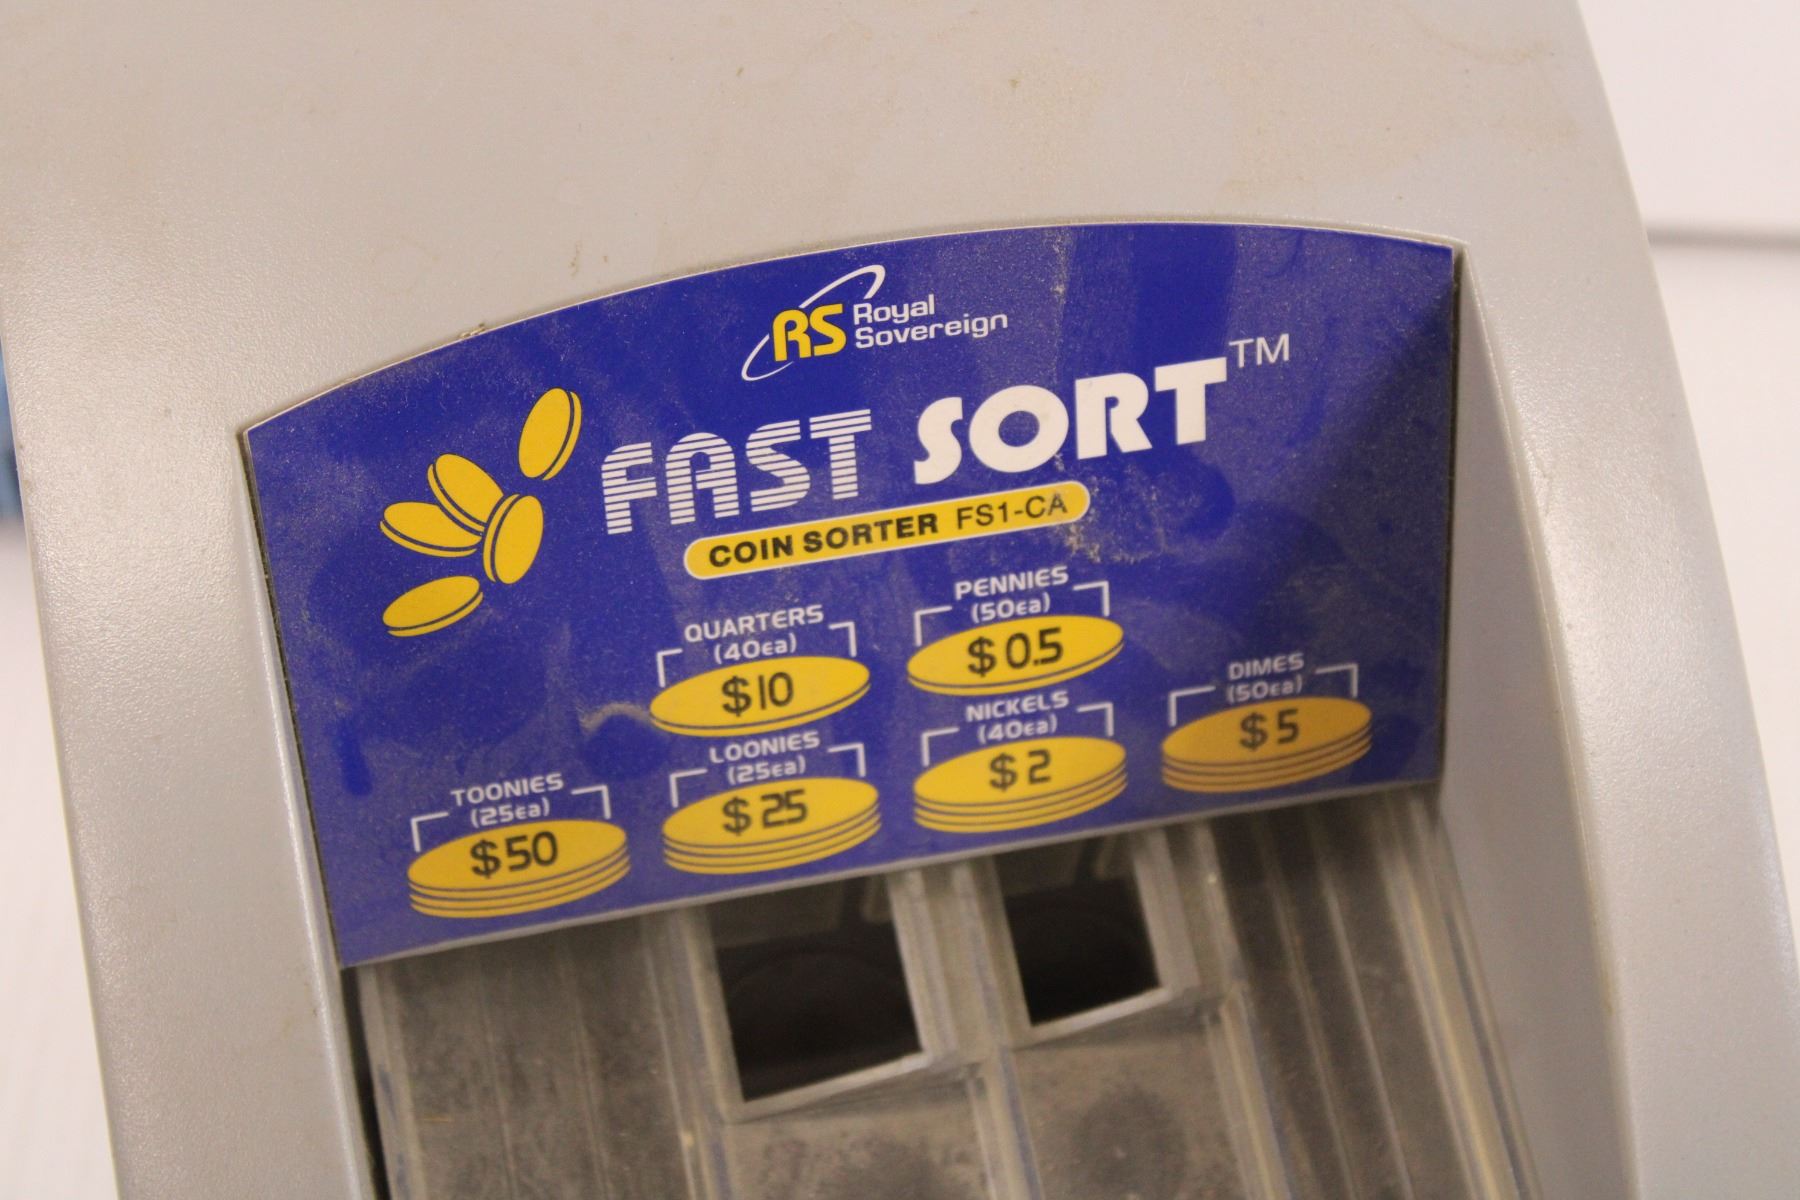 RS Royal
Sovereign
FAST SORT™
COIN SORTER FS1-CA
QUARTERS
(40ea)
$10
PENNIES
(50ea)
$0.5
TOONIES
(25ea)
$50
LOONIES
(25ea)
$25
NICKELS
(40ea)
$2
DIMES
(50ea)
$5